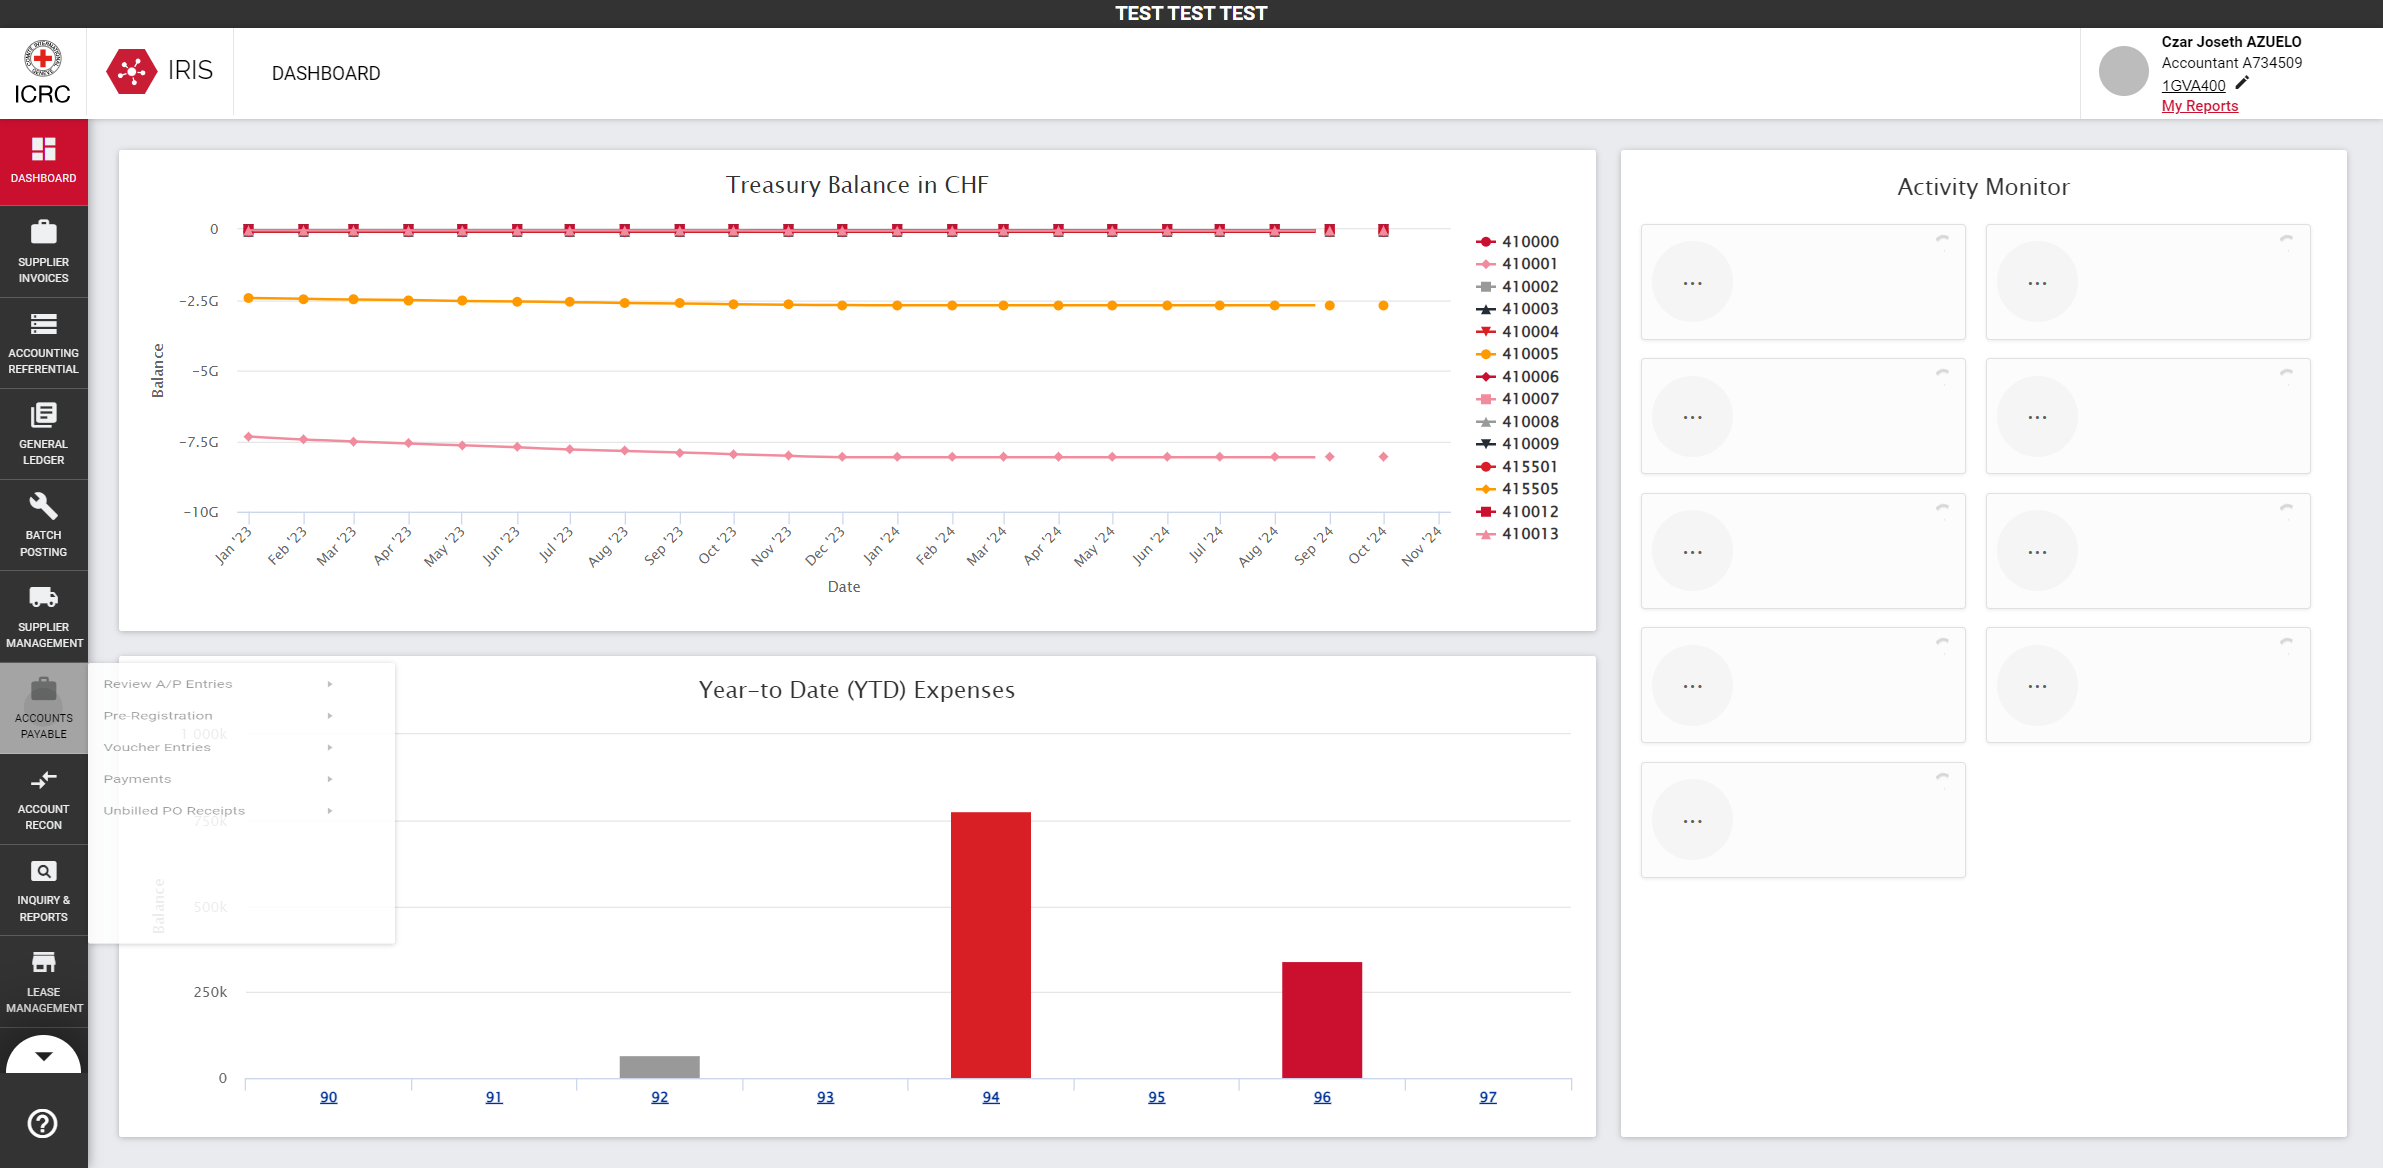 TEST TEST TEST
ICRC
IRIS
DASHBOARD
Czar Joseth AZUELO
Accountant A734509
1GVA400
My Reports
DASHBOARD
SUPPLIER
INVOICES
ACCOUNTING
REFERENTIAL
GENERAL
LEDGER
BATCH
POSTING
SUPPLIER
MANAGEMENT
ACCOUNTS
PAYABLE
ACCOUNT
RECON
INQUIRY &
REPORTS
LEASE
MANAGEMENT
Review A/P Entries
Pre-Registration
Voucher Entries
Payments
Unbilled PO Receipts
Treasury Balance in CHF
Balance
0
−2.5G
−5G
−7.5G
−10G
Jan '23
Feb '23
Mar '23
Apr '23
May '23
Jun '23
Jul '23
Aug '23
Sep '23
Oct '23
Nov '23
Dec '23
Jan '24
Feb '24
Mar '24
Apr '24
May '24
Jun '24
Jul '24
Aug '24
Sep '24
Oct '24
Nov '24
Date
410000
410001
410002
410003
410004
410005
410006
410007
410008
410009
415501
415505
410012
410013
Year-to Date (YTD) Expenses
Balance
1 000k
750k
500k
250k
0
90
91
92
93
94
95
96
97
Activity Monitor
...
...
...
...
...
...
...
...
...